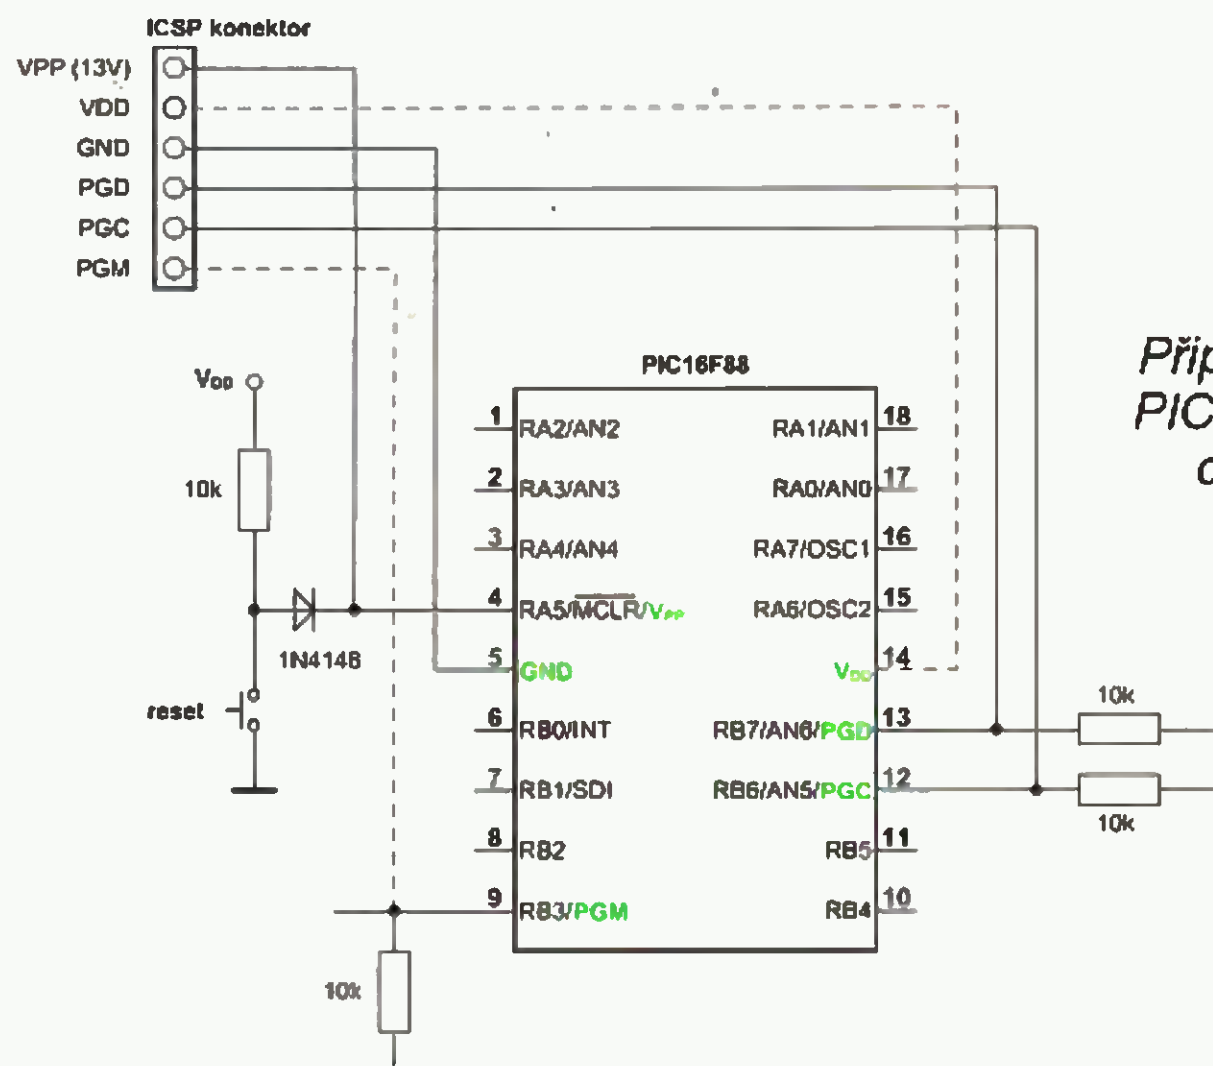 ICSP konektor
VPP (13V)
VDD
GND
PGD
PGC
PGM
PIC16F88
VDD
10k
1N4148
reset
1 RA2/AN2
2 RA3/AN3
3 RA4/AN4
4 RA5/MCLR/VPP
5 GND
6 RB0/INT
7 RB1/SDI
8 RB2
9 RB3/PGM
10k
RA1/AN1 18
RA0/AN0 17
RA7/OSC1 16
RA6/OSC2 15
VDD 14
RB7/AN6/PGD 13
RB6/AN5/PGC 12
RB5 11
RB4 10
10k
10k
Přip
PIC